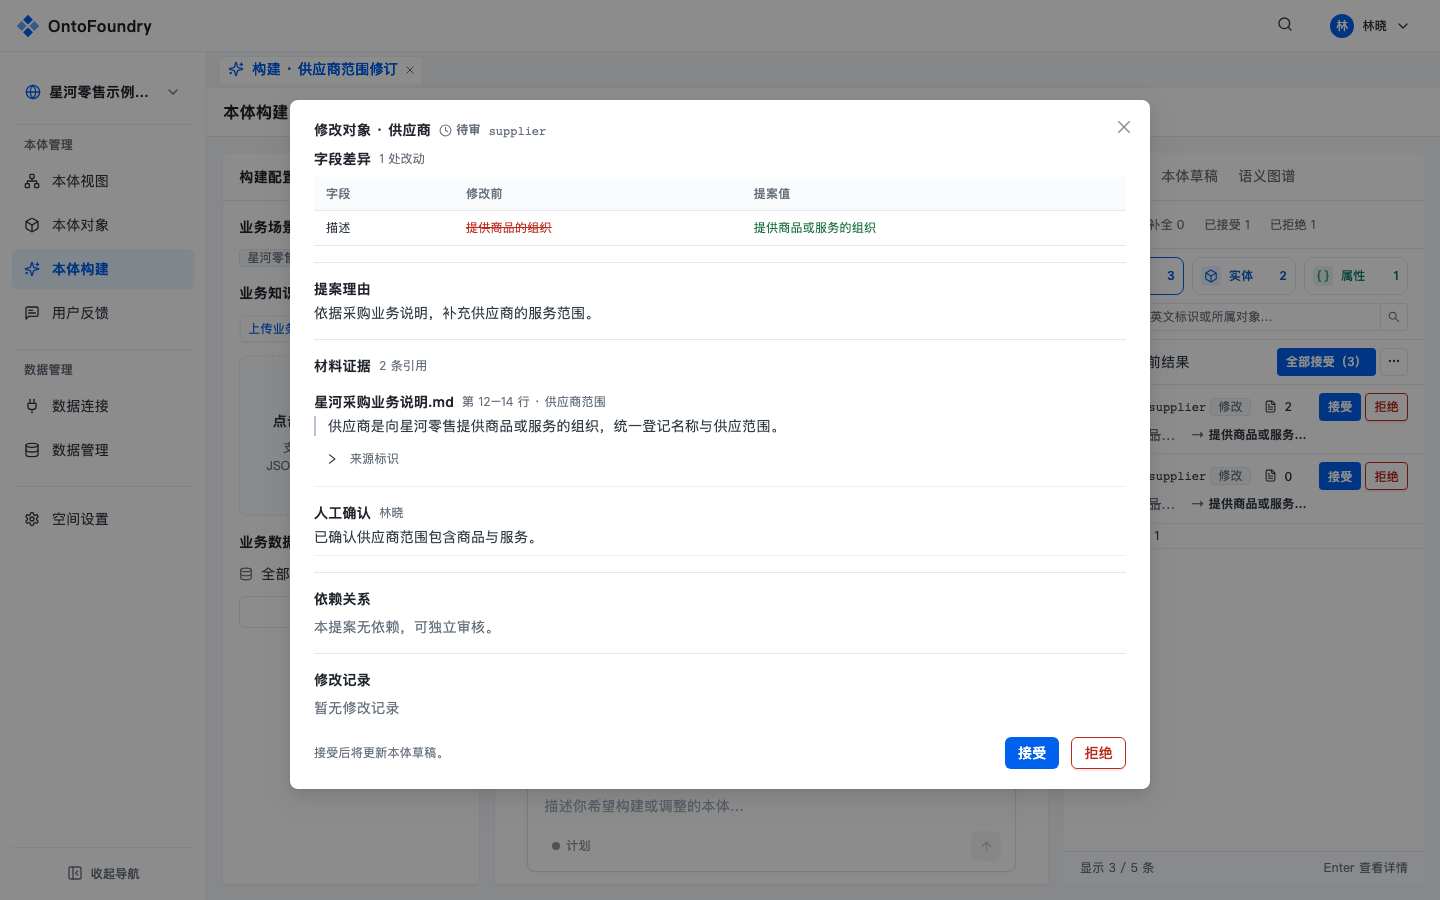 OntoFoundry
林
林晓
构建 · 供应商范围修订
星河零售示例...
本体构建
本体管理
本体视图
本体对象
本体构建
用户反馈
数据管理
数据连接
数据管理
空间设置
收起导航
构建配置
业务场景
星河零售
业务知识
上传业务
点击
JSO
业务数据
全部
修改对象 · 供应商 待审 supplier
字段差异 1 处改动
字段 修改前 提案值
描述 提供商品的组织 提供商品或服务的组织
提案理由
依据采购业务说明，补充供应商的服务范围。
材料证据 2 条引用
星河采购业务说明.md 第 12–14 行 · 供应商范围
供应商是向星河零售提供商品或服务的组织，统一登记名称与供应范围。
来源标识
人工确认 林晓
已确认供应商范围包含商品与服务。
依赖关系
本提案无依赖，可独立审核。
修改记录
暂无修改记录
接受后将更新本体草稿。
接受 拒绝
描述你希望构建或调整的本体...
计划
本体草稿 语义图谱
补全 0 已接受 1 已拒绝 1
3 实体 2 属性 1
英文标识或所属对象...
前结果 全部接受（3） ...
supplier 修改 2 接受 拒绝
品... → 提供商品或服务...
supplier 修改 0 接受 拒绝
品... → 提供商品或服务...
1
显示 3 / 5 条 Enter 查看详情